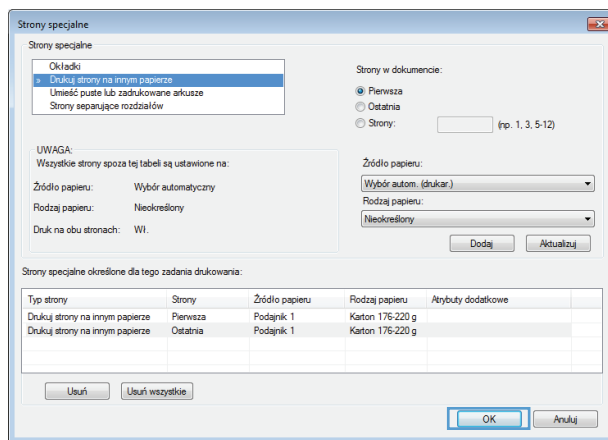 Strony specjalne
Strony specjalne
Okładki
» Drukuj strony na innym papierze
Umieść puste lub zadrukowane arkusze
Strony separujące rozdziałów
Strony w dokumencie:
Pierwsza
Ostatnia
Strony: (np. 1, 3, 5-12)
UWAGA:
Wszystkie strony spoza tej tabeli są ustawione na:
Źródło papieru: Wybór automatyczny
Rodzaj papieru: Nieokreślony
Druk na obu stronach: Wł.
Źródło papieru:
Wybór autom. (drukar.)
Rodzaj papieru:
Nieokreślony
Dodaj Aktualizuj
Strony specjalne określone dla tego zadania drukowania:
Typ strony Strony Źródło papieru Rodzaj papieru Atrybuty dodatkowe
Drukuj strony na innym papierze Pierwsza Podajnik 1 Karton 176-220 g
Drukuj strony na innym papierze Ostatnia Podajnik 1 Karton 176-220 g
Usuń Usuń wszystkie
OK Anuluj